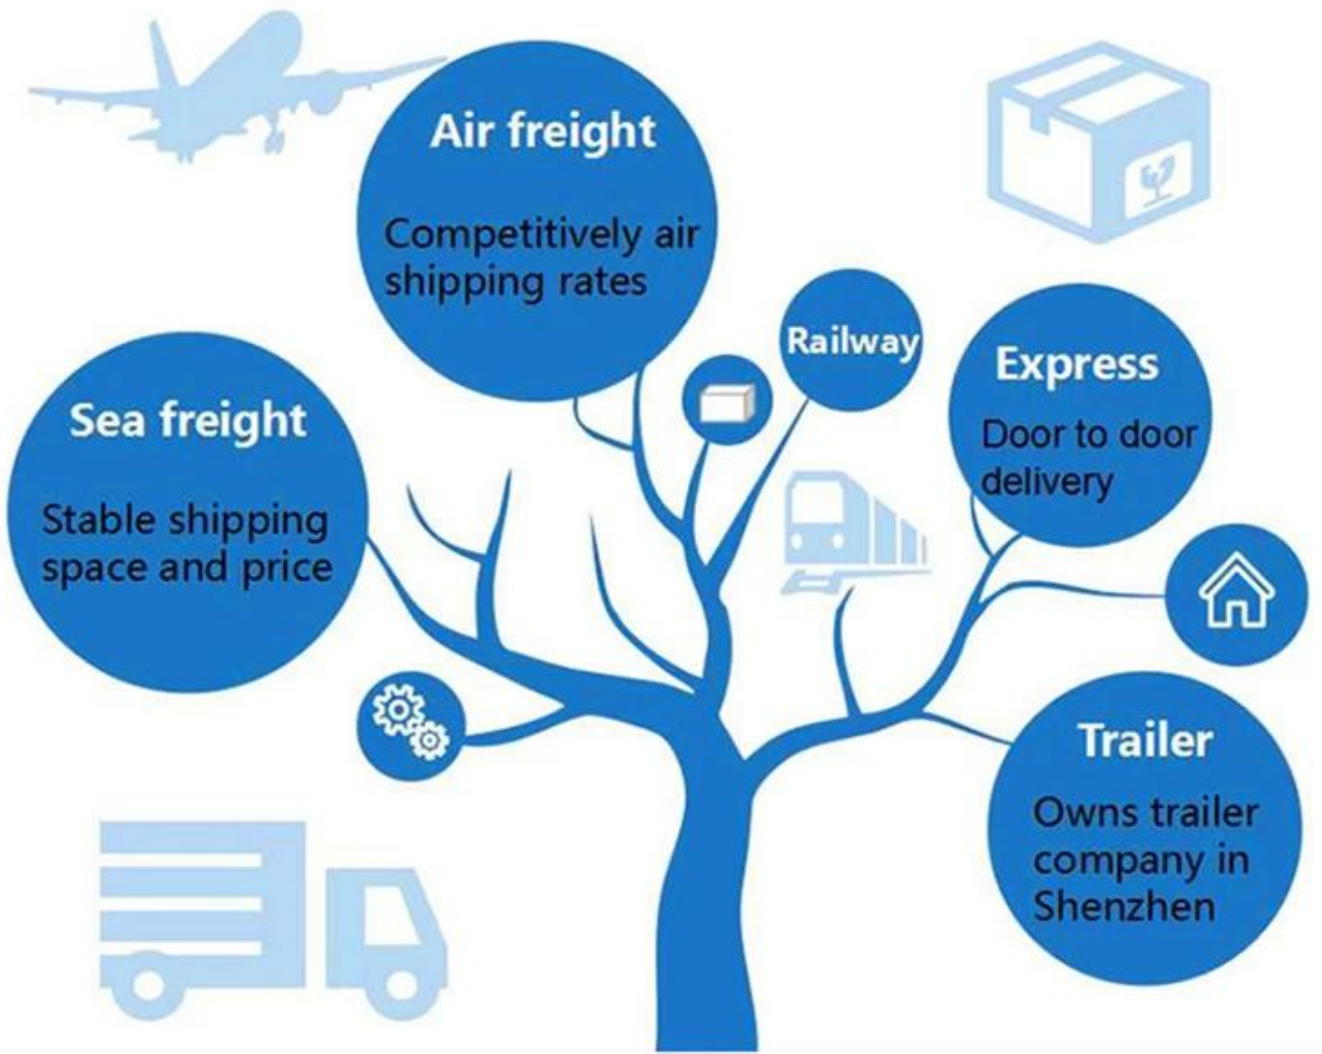 Air freight
Competitively air
shipping rates
Railway
Express
Door to door
delivery
Sea freight
Stable shipping
space and price
Trailer
Owns trailer
company in
Shenzhen